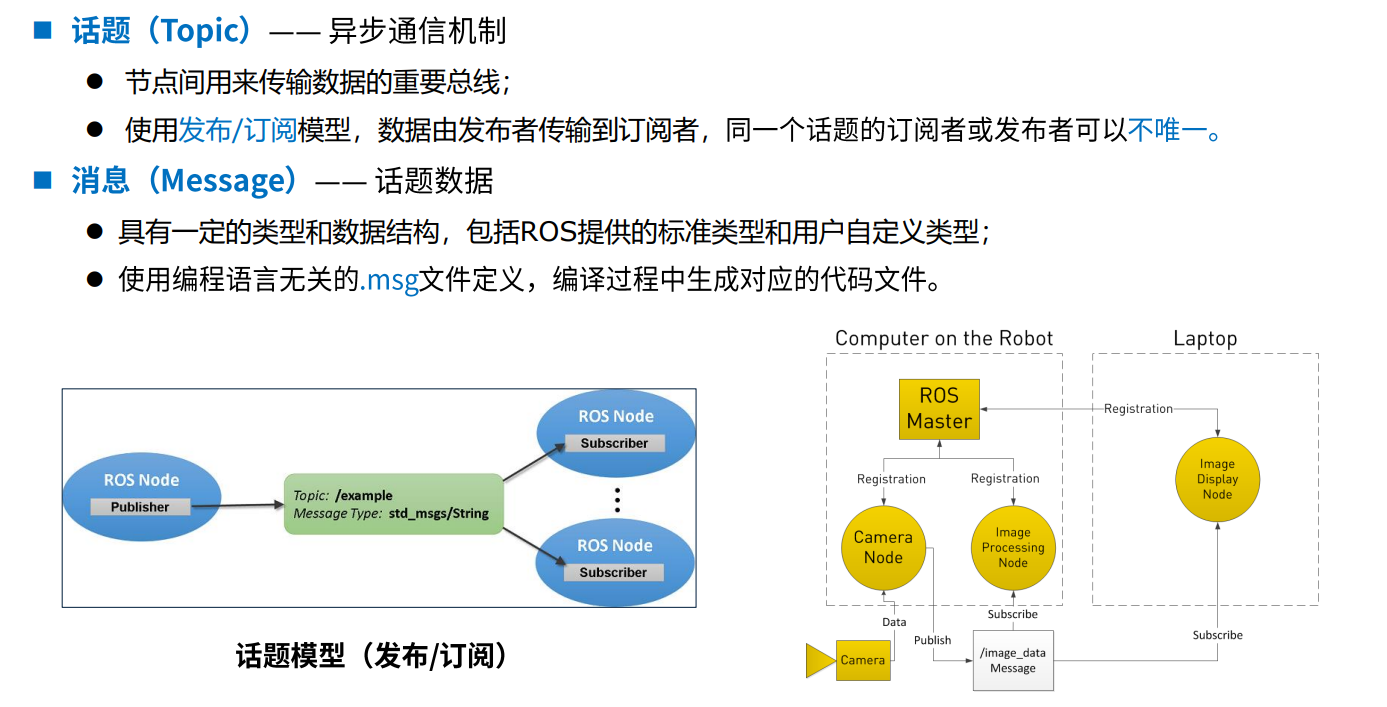 话题（Topic）—— 异步通信机制
节点间用来传输数据的重要总线；
使用发布/订阅模型，数据由发布者传输到订阅者，同一个话题的订阅者或发布者可以不唯一。
消息（Message）—— 话题数据
具有一定的类型和数据结构，包括ROS提供的标准类型和用户自定义类型；
使用编程语言无关的.msg文件定义，编译过程中生成对应的代码文件。
ROS Node
Publisher
Topic: /example
Message Type: std_msgs/String
ROS Node
Subscriber
ROS Node
Subscriber
话题模型（发布/订阅）
Computer on the Robot
Laptop
ROS
Master
Registration
Registration
Registration
Camera
Node
Image
Processing
Node
Image
Display
Node
Data
Publish
Subscribe
Subscribe
Camera
/image_data
Message